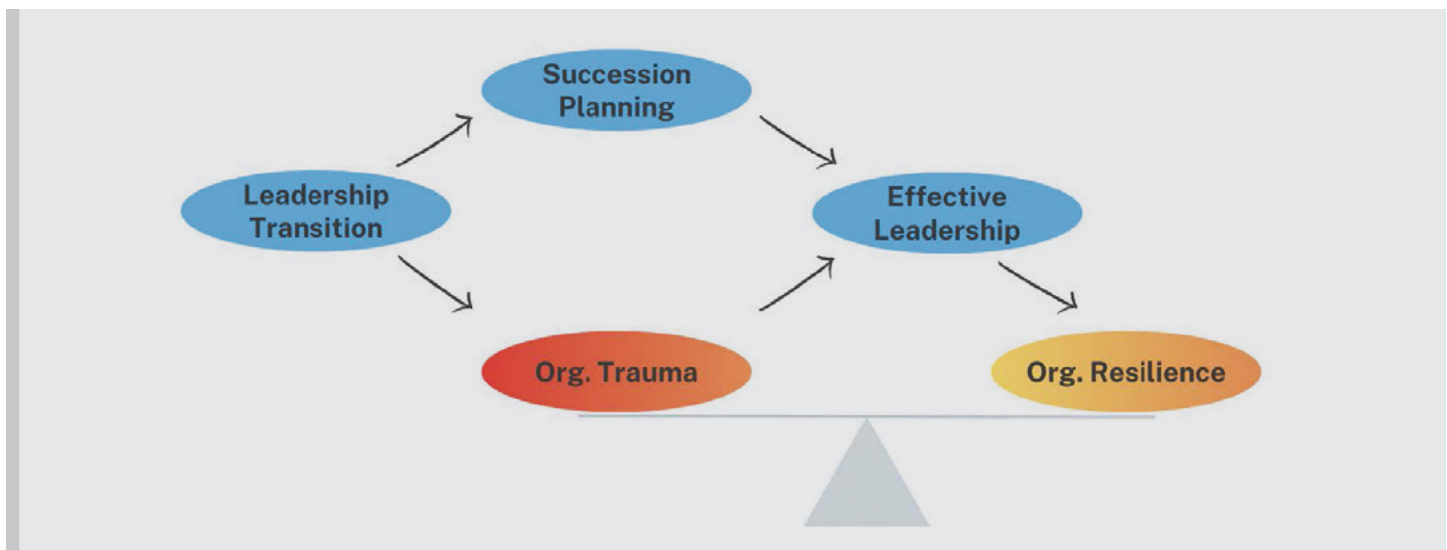 Succession
Planning
Leadership
Transition
Effective
Leadership
Org. Trauma
Org. Resilience